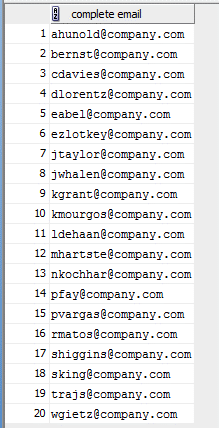 complete email
1 ahunold@company.com
2 bernst@company.com
3 cdavies@company.com
4 dlorentz@company.com
5 eabel@company.com
6 ezlotkey@company.com
7 jtaylor@company.com
8 jwhalen@company.com
9 kgrant@company.com
10 kmourgos@company.com
11 ldehaan@company.com
12 mhartste@company.com
13 nkochhar@company.com
14 pfay@company.com
15 pvargas@company.com
16 rmatos@company.com
17 shiggins@company.com
18 sking@company.com
19 trajs@company.com
20 wgietz@company.com